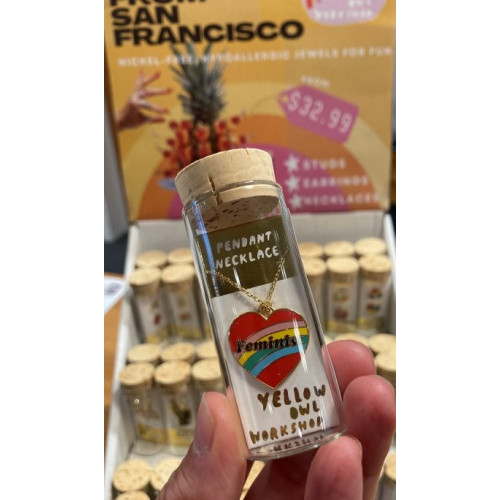 FROM
SAN
FRANCISCO
NICKEL-FREE, HYPOALLERGIC JEWELS FOR FUN
FROM
$32.99
STUDS
EARRINGS
NECKLACES
PENDANT
NECKLACE
Feminist
YELLOW
OWL
WORKSHOP